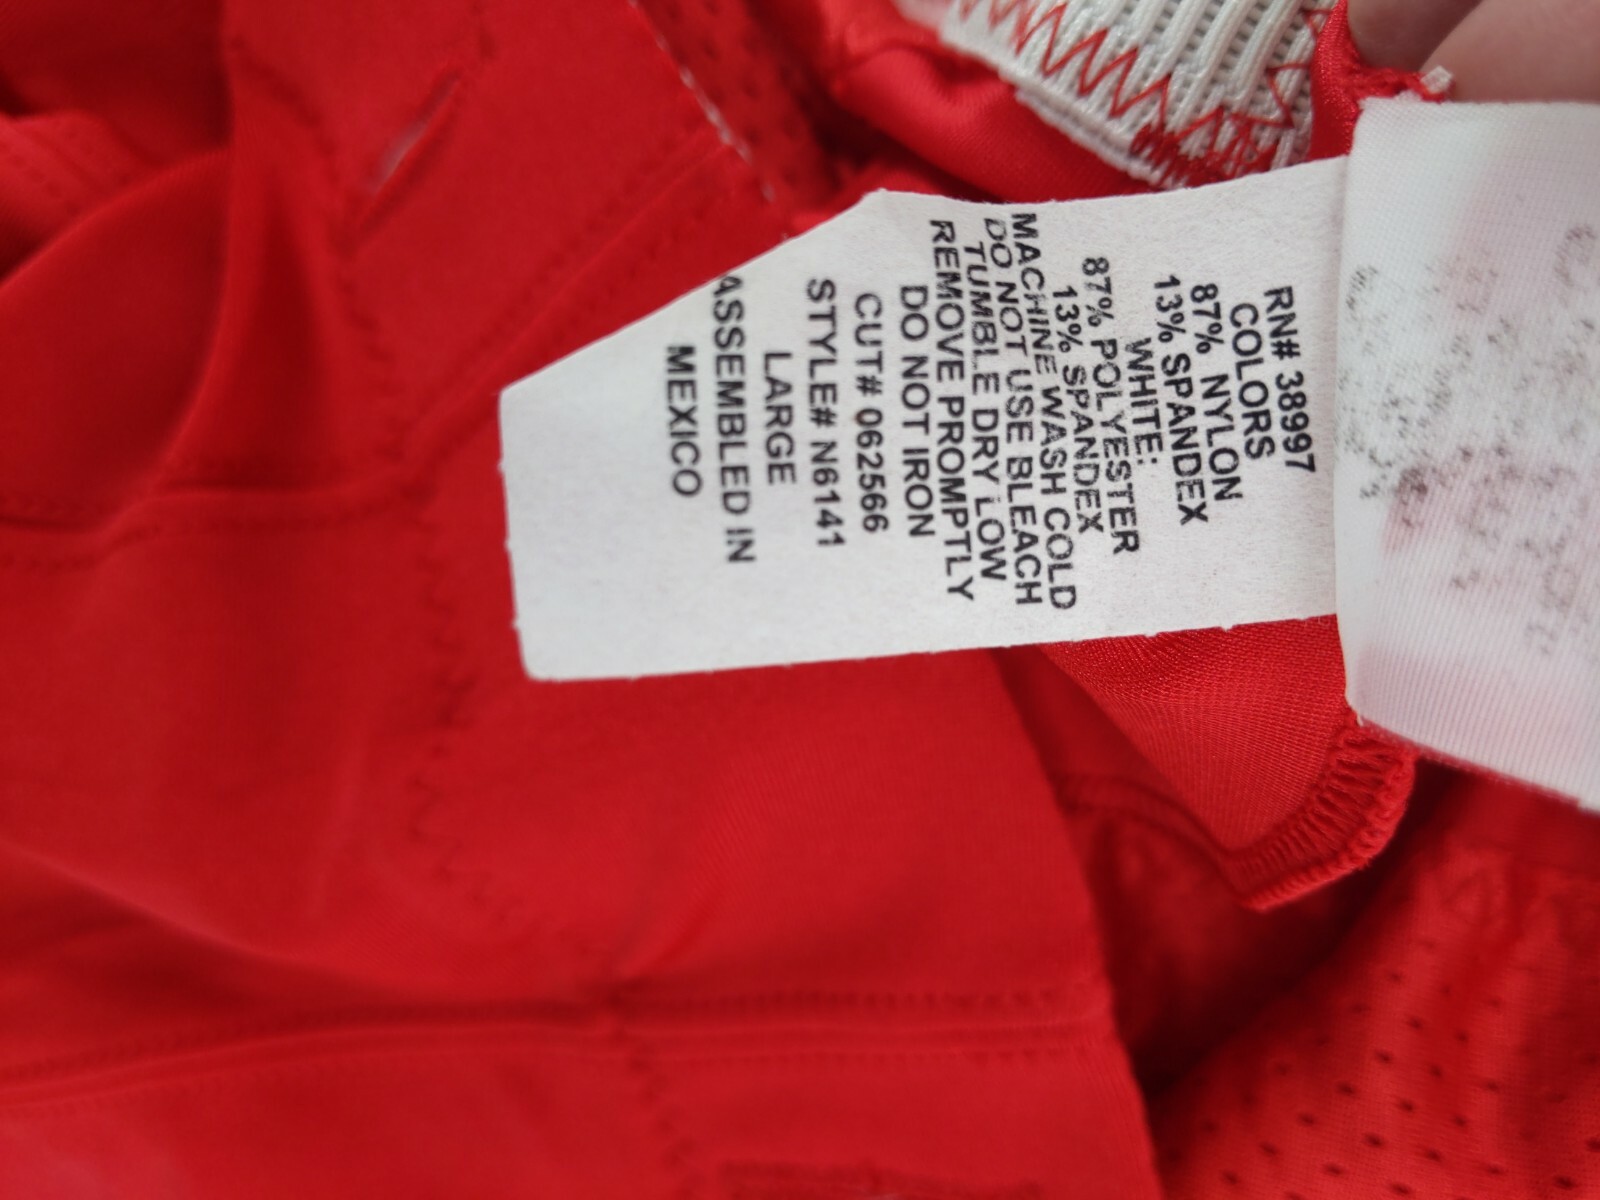 RN# 38997
COLORS
87% NYLON
13% SPANDEX
WHITE:
87% POLYESTER
13% SPANDEX
MACHINE WASH COLD
DO NOT USE BLEACH
TUMBLE DRY LOW
REMOVE PROMPTLY
DO NOT IRON
CUT# 062566
STYLE# N6141
LARGE
ASSEMBLED IN
MEXICO